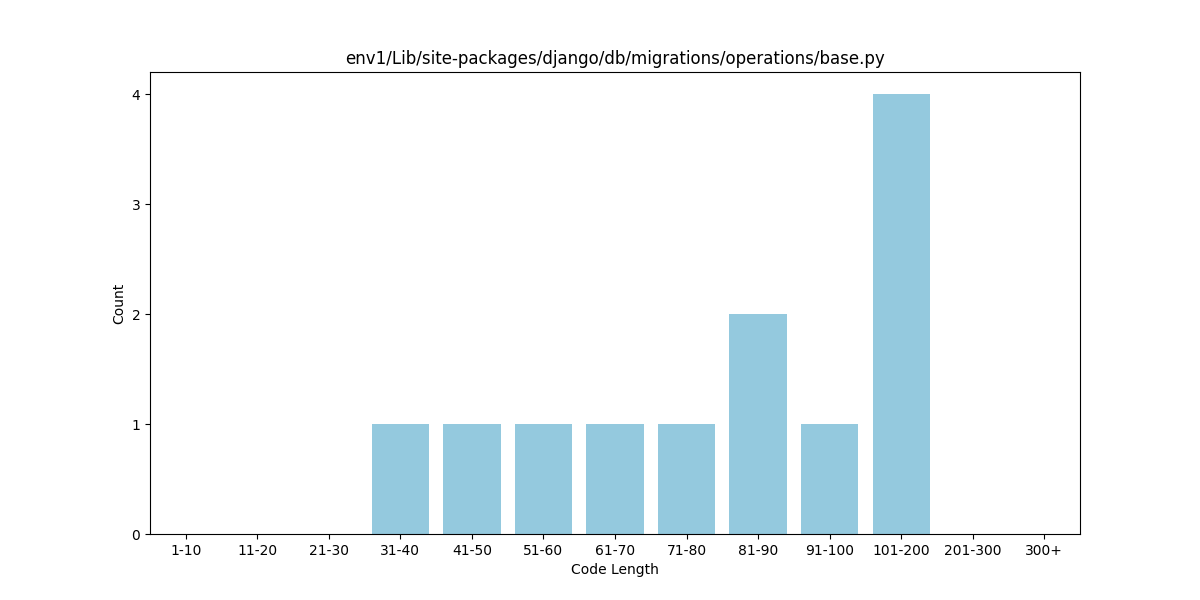 env1/Lib/site-packages/django/db/migrations/operations/base.py
4
3
2
1
0
Count
1-10 11-20 21-30 31-40 41-50 51-60 61-70 71-80 81-90 91-100 101-200 201-300 300+
Code Length